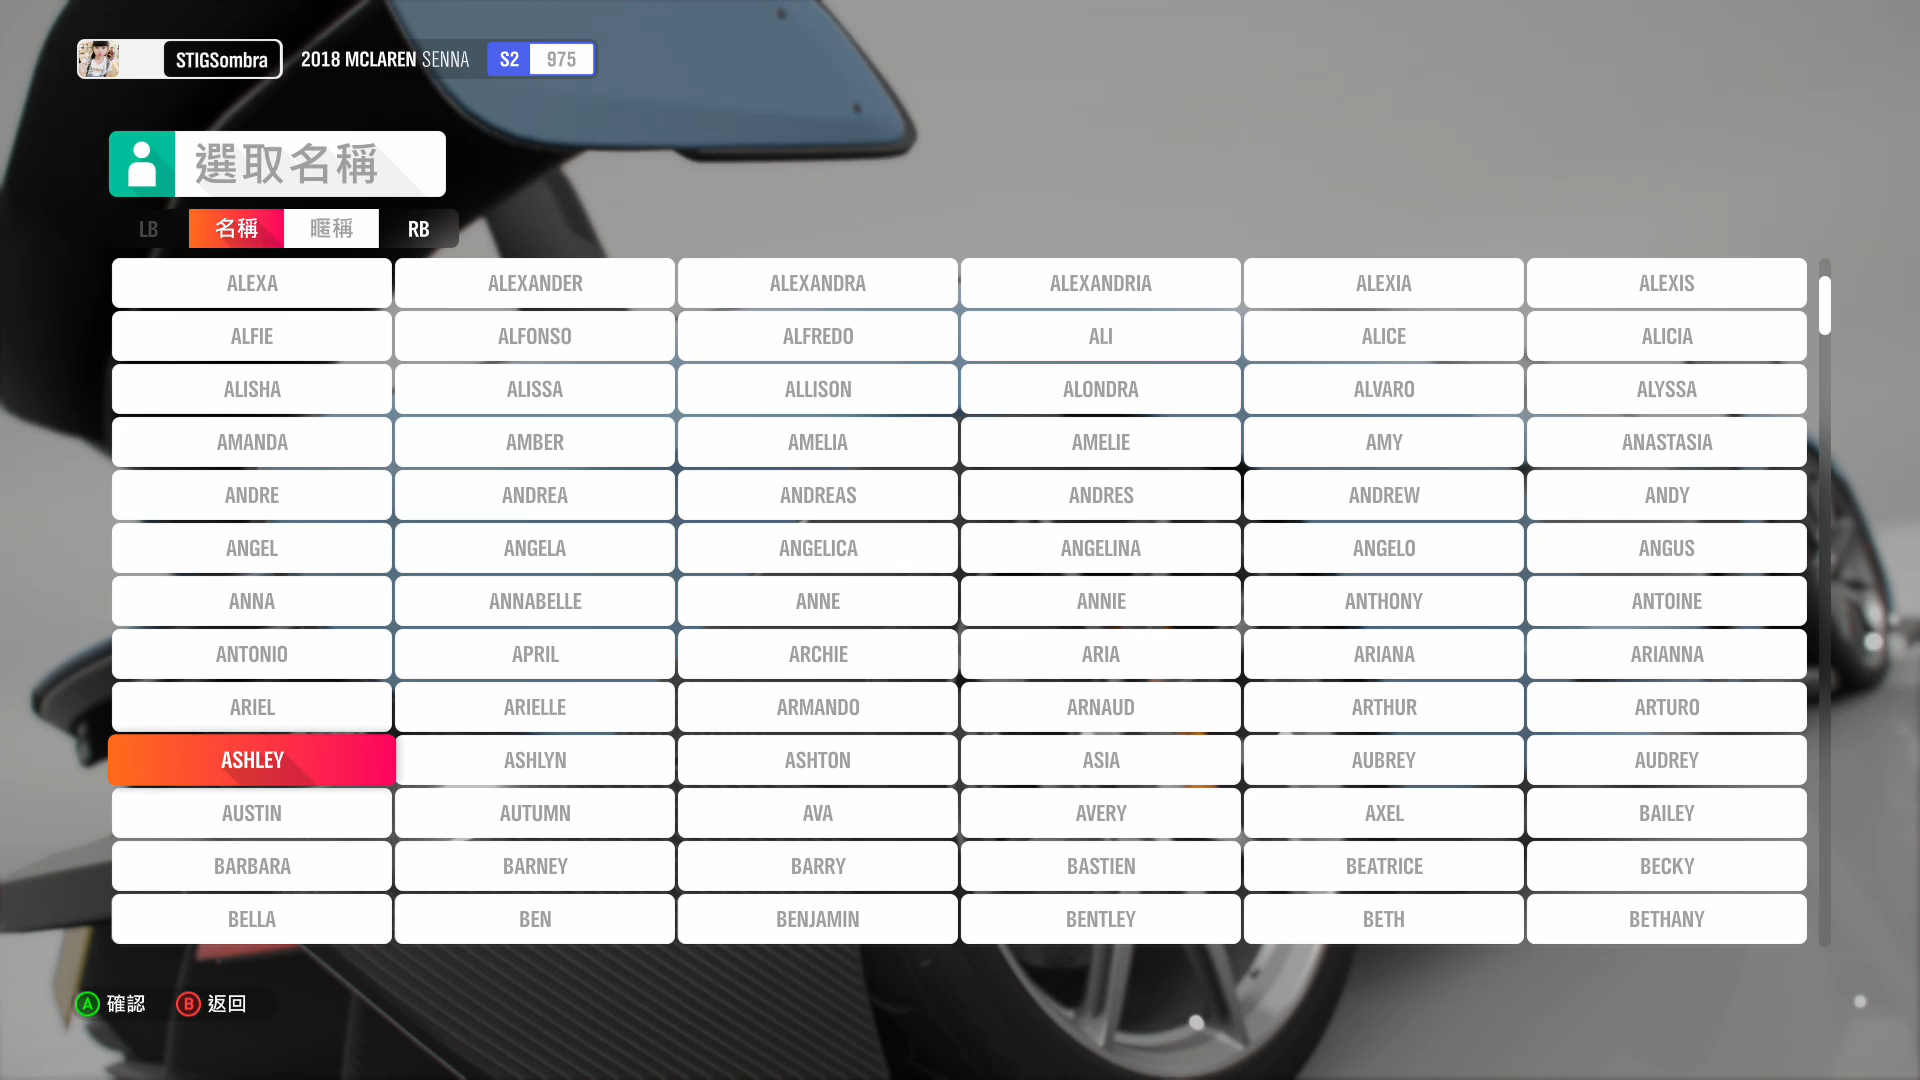 STIGSombra 2018 MCLAREN SENNA S2 975
選取名稱
LB 名稱 暱稱 RB
ALEXA ALEXANDER ALEXANDRA ALEXANDRIA ALEXIA ALEXIS
ALFIE ALFONSO ALFREDO ALI ALICE ALICIA
ALISHA ALISSA ALLISON ALONDRA ALVARO ALYSSA
AMANDA AMBER AMELIA AMELIE AMY ANASTASIA
ANDRE ANDREA ANDREAS ANDRES ANDREW ANDY
ANGEL ANGELA ANGELICA ANGELINA ANGELO ANGUS
ANNA ANNABELLE ANNE ANNIE ANTHONY ANTOINE
ANTONIO APRIL ARCHIE ARIA ARIANA ARIANNA
ARIEL ARIELLE ARMANDO ARNAUD ARTHUR ARTURO
ASHLEY ASHLYN ASHTON ASIA AUBREY AUDREY
AUSTIN AUTUMN AVA AVERY AXEL BAILEY
BARBARA BARNEY BARRY BASTIEN BEATRICE BECKY
BELLA BEN BENJAMIN BENTLEY BETH BETHANY
A 確認 B 返回